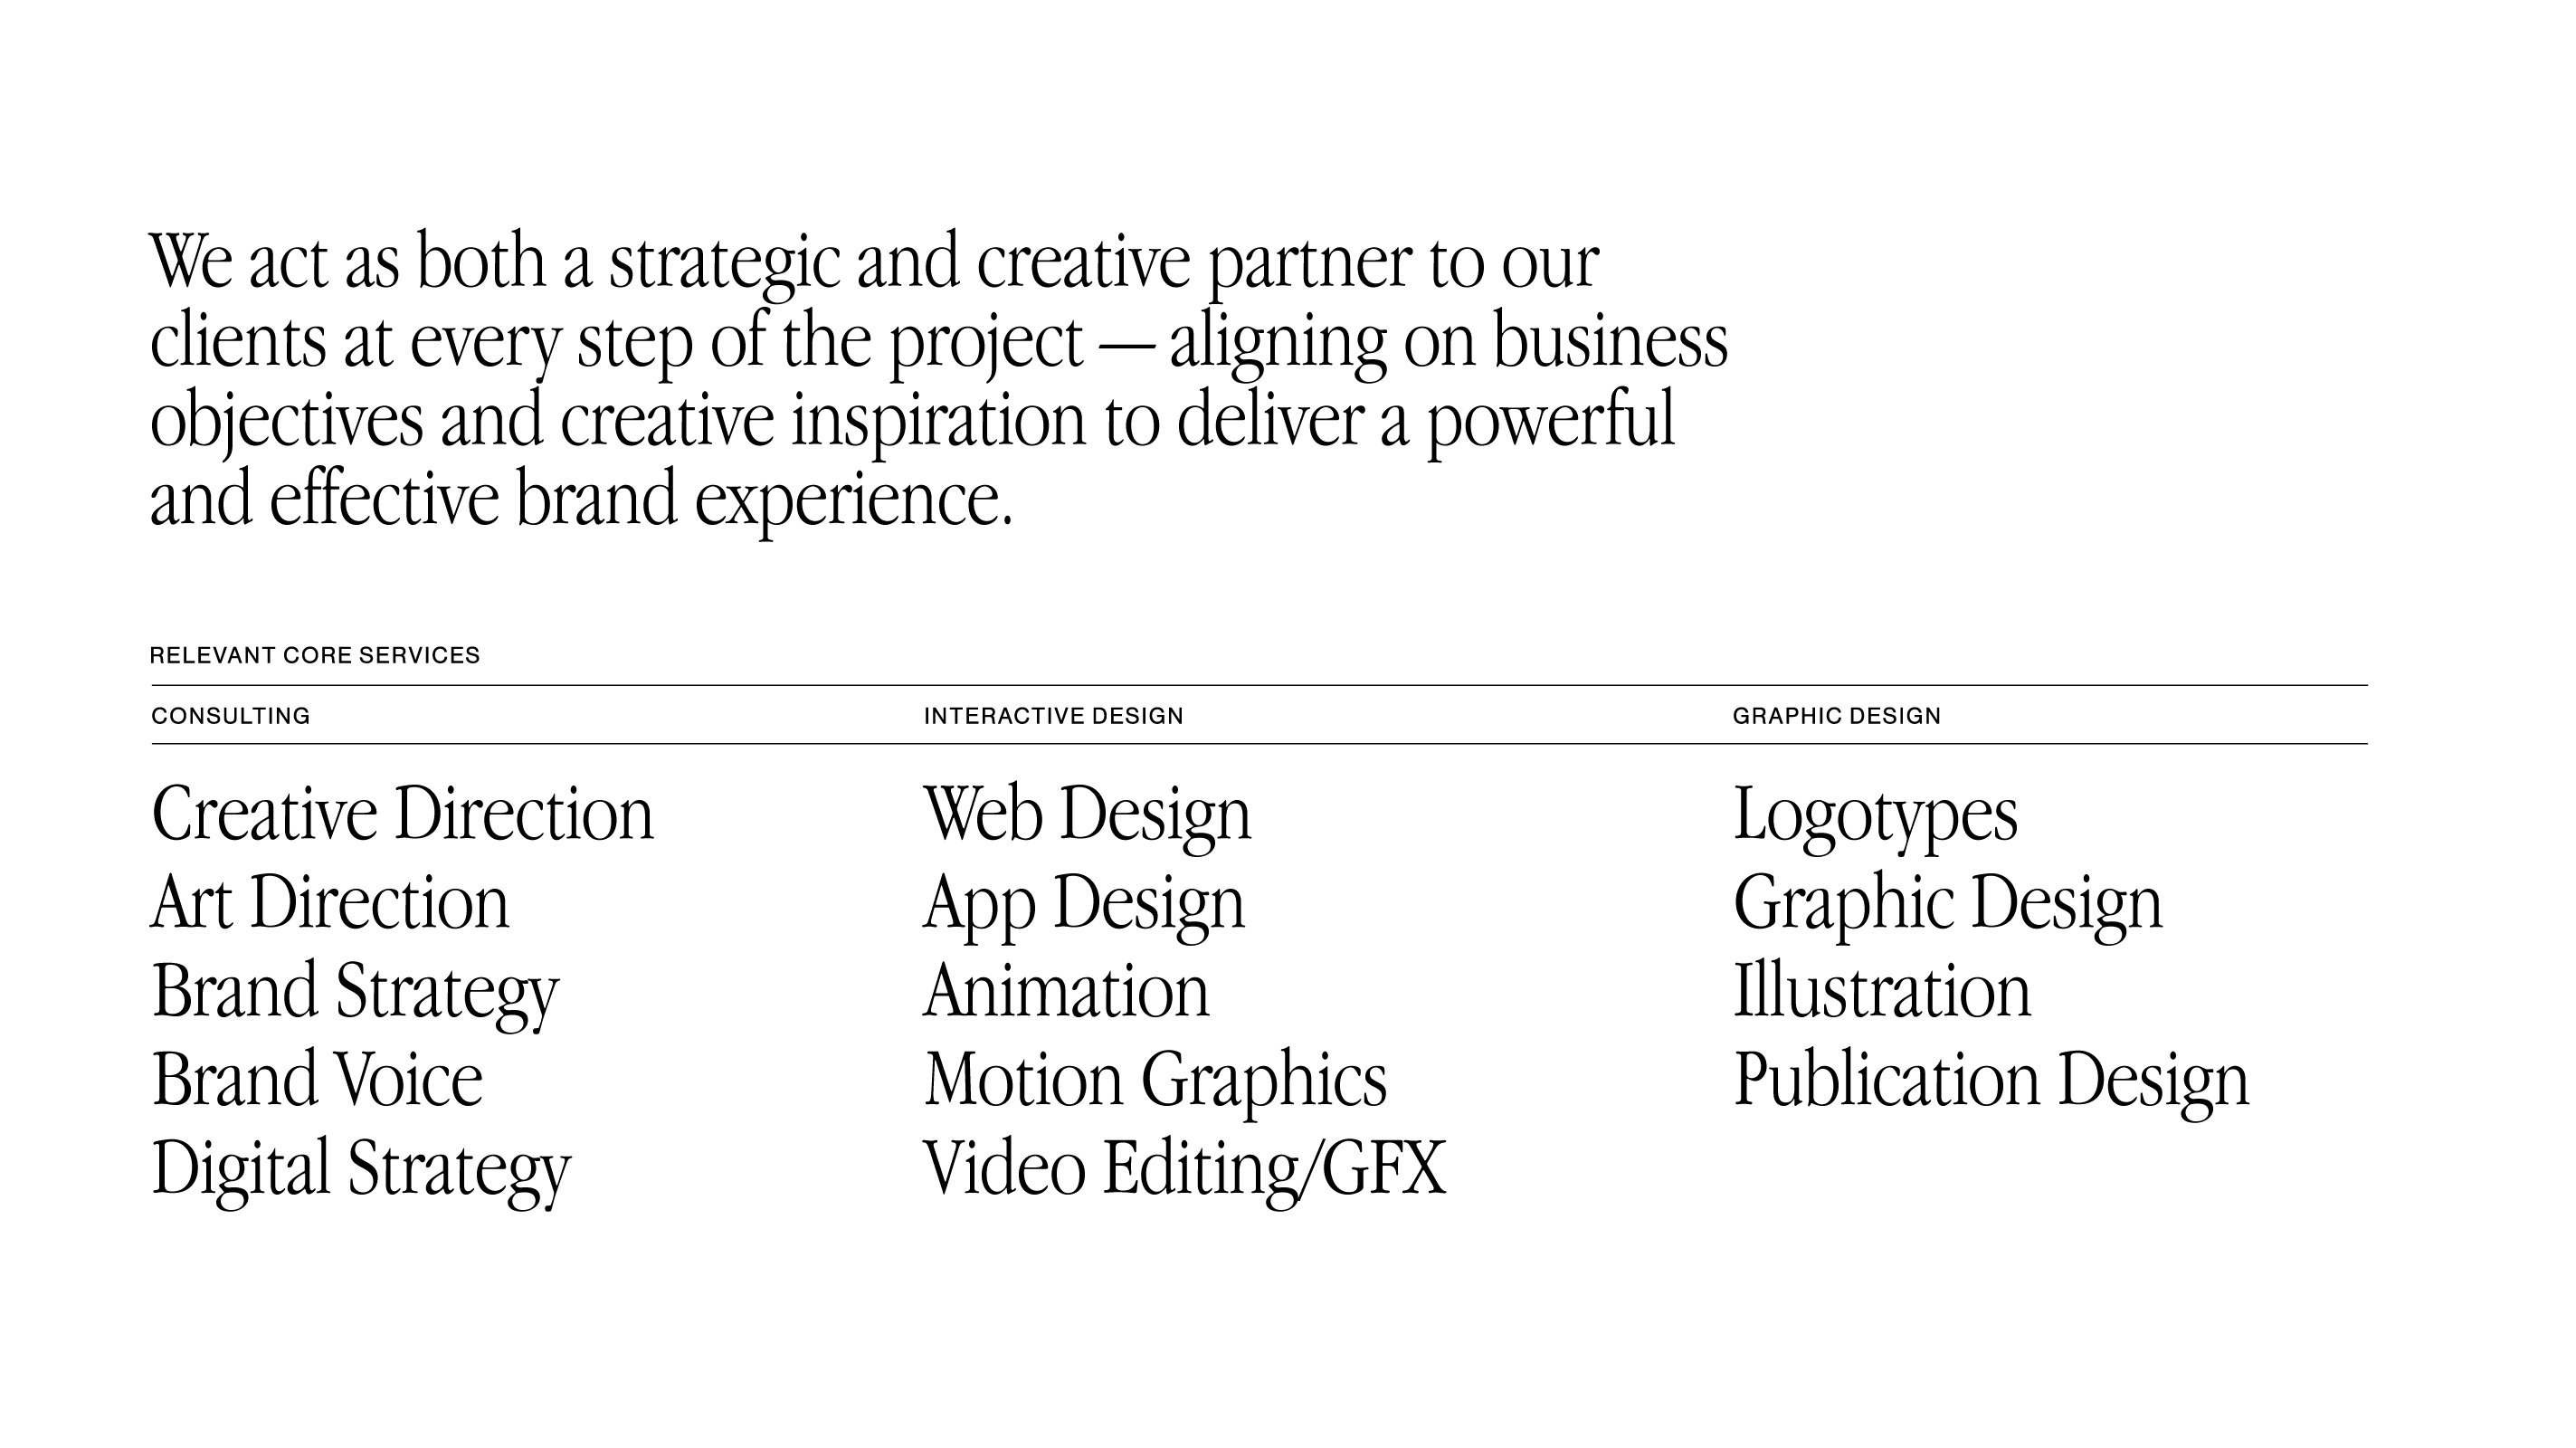 We act as both a strategic and creative partner to our
clients at every step of the project — aligning on business
objectives and creative inspiration to deliver a powerful
and effective brand experience.
RELEVANT CORE SERVICES
CONSULTING
Creative Direction
Art Direction
Brand Strategy
Brand Voice
Digital Strategy
INTERACTIVE DESIGN
Web Design
App Design
Animation
Motion Graphics
Video Editing/GFX
GRAPHIC DESIGN
Logotypes
Graphic Design
Illustration
Publication Design